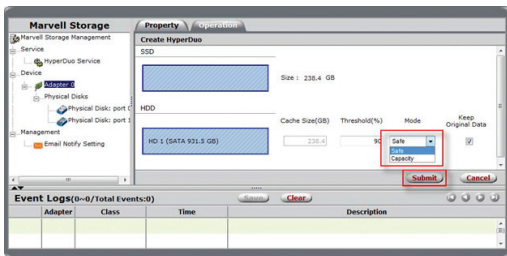 Marvell Storage
Property
Operation
Marvell Storage Management
Service
HyperDuo Service
Device
Adapter 0
Physical Disks
Physical Disk: port
Physical Disk: port 1
Management
Email Notify Setting
Create HyperDuo
SSD
Size : 238.4 GB
HDD
Cache Size(GB) Threshold(%) Mode Keep Original Data
HD 1 (SATA 931.5 GB)
238.4 90 Safe
Safe
Capacity
Submit Cancel
Event Logs(0~0/Total Events:0) Save Clear
Adapter Class Time Description